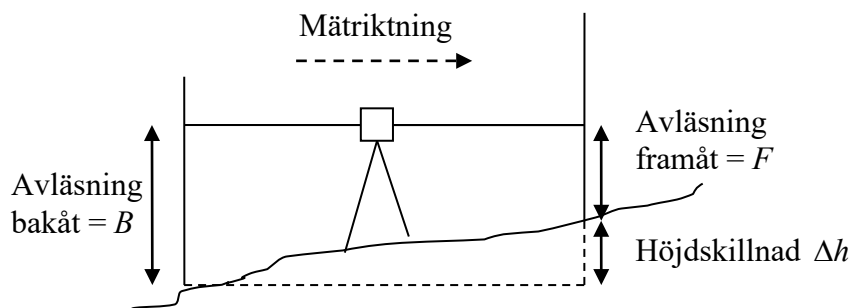 Mätriktning
Avläsning
bakåt = B
Avläsning
framåt = F
Höjdskillnad Δh